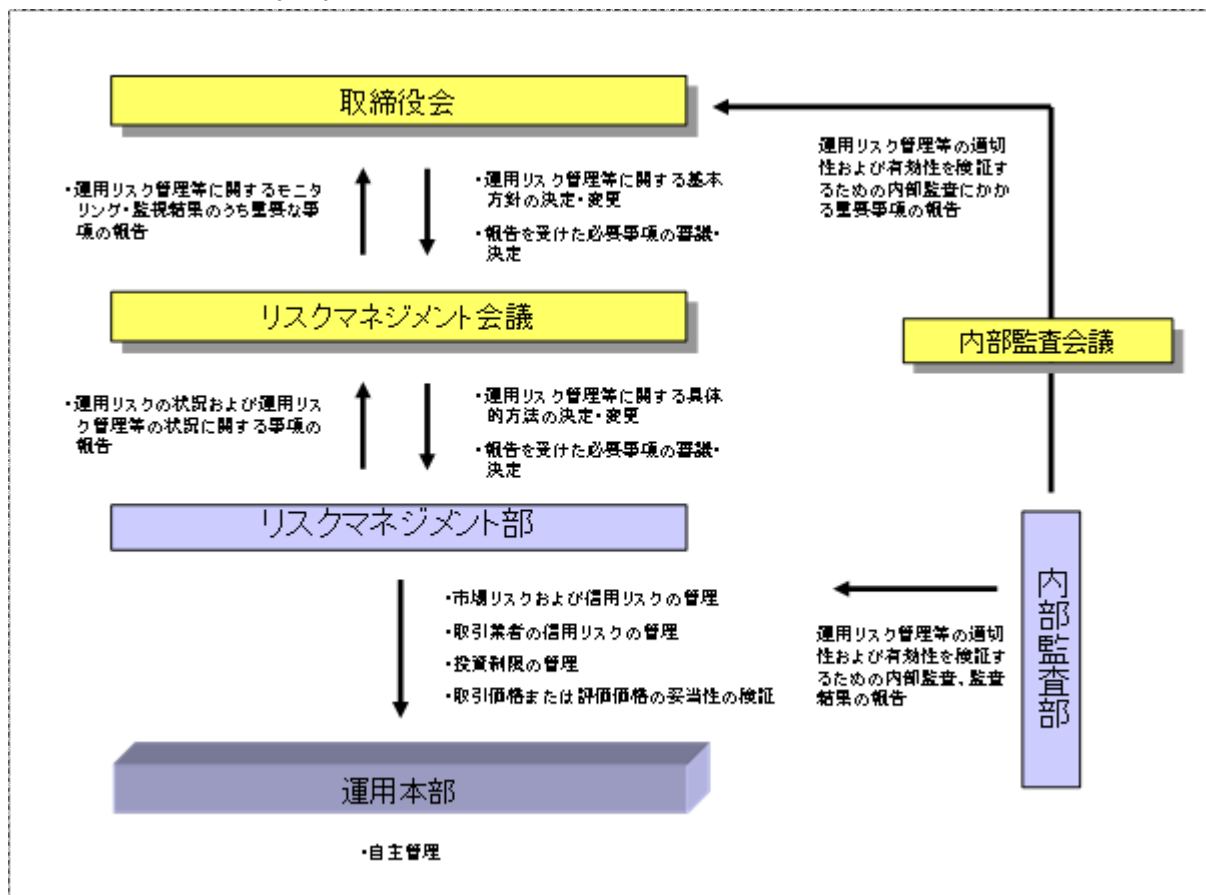 取締役会
・運用リスク管理等に関するモニ
タリング・監視結果のうち重要な事
項の報告
・運用リスク管理等に関する基本
方針の決定・変更
・報告を受けた必要事項の審議・
決定
運用リスク管理等の適切
性および有効性を検証す
るための内部監査にかか
る重要事項の報告
リスクマネジメント会議
内部監査会議
・運用リスクの状況および運用リス
ク管理等の状況に関する事項の
報告
・運用リスク管理等に関する具体
的方法の決定・変更
・報告を受けた必要事項の審議・
決定
リスクマネジメント部
・市場リスクおよび信用リスクの管理
・取引業者の信用リスクの管理
・投資制限の管理
・取引価格または評価価格の妥当性の検証
運用リスク管理等の適切
性および有効性を検証す
るための内部監査、監査
結果の報告
内部監査部
運用本部
・自主管理